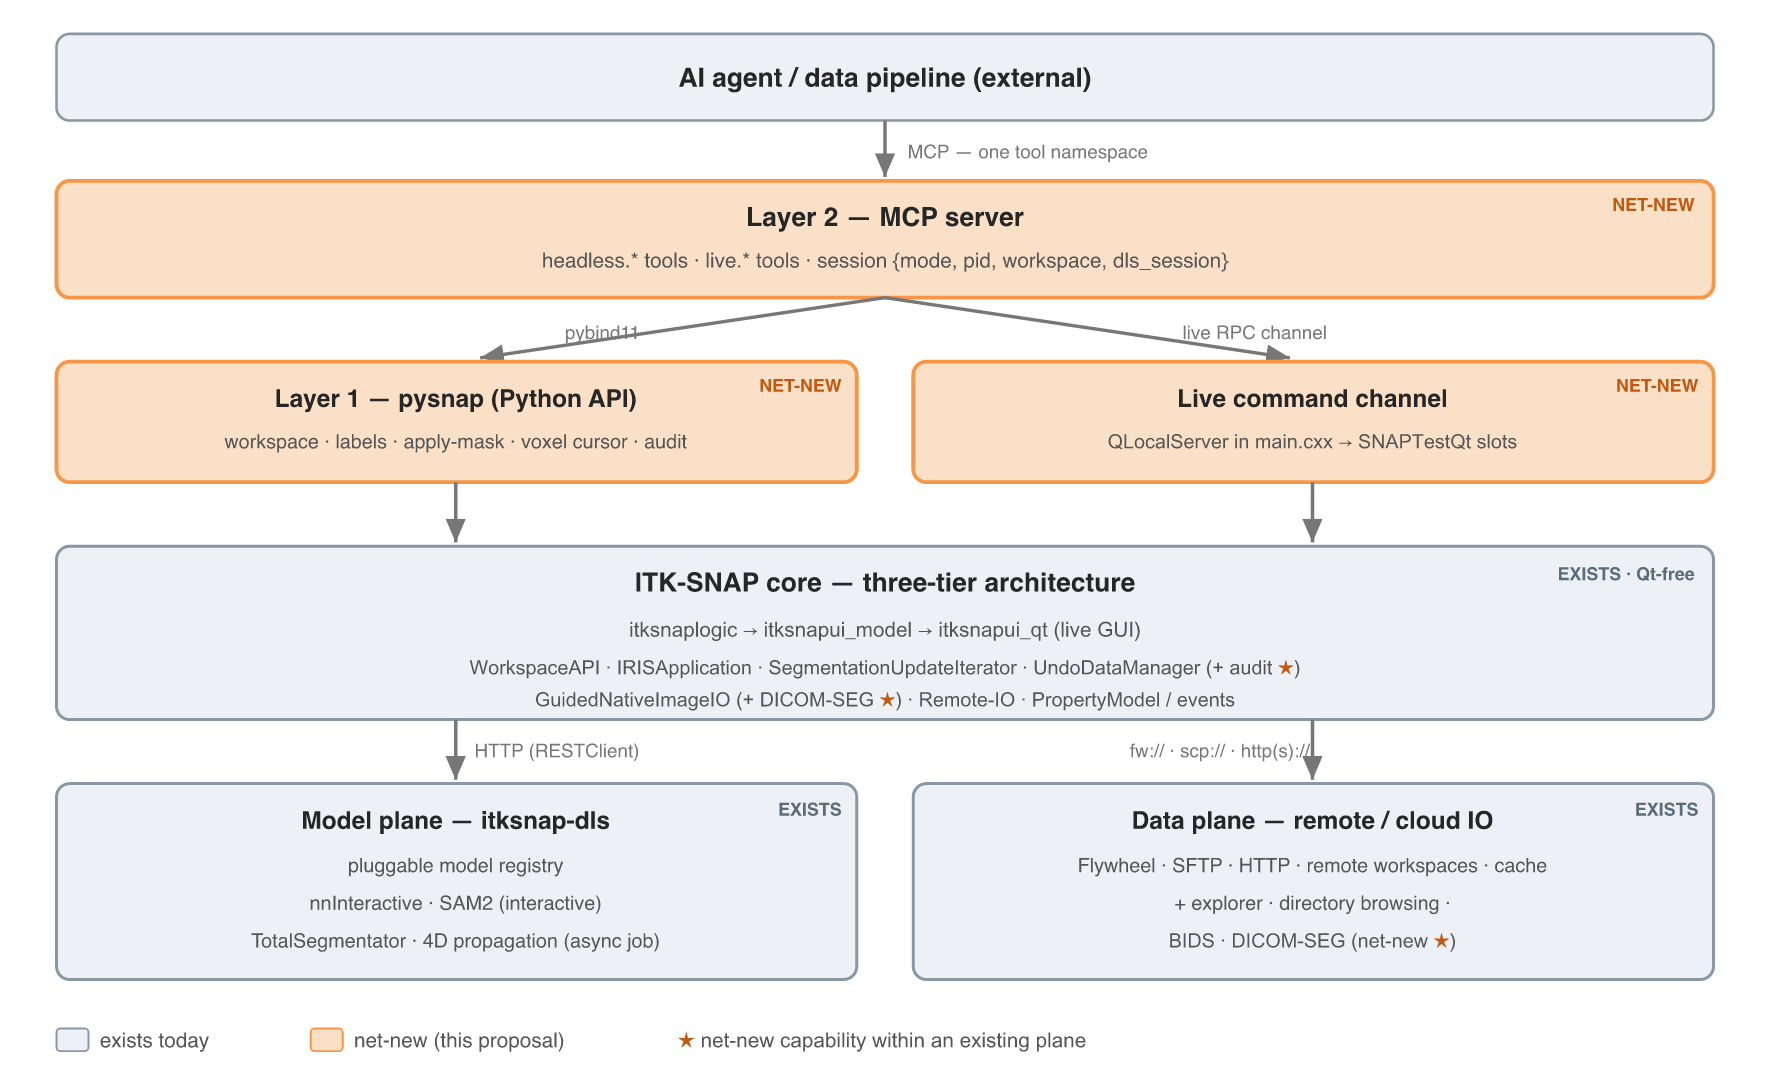 AI agent / data pipeline (external)
MCP — one tool namespace
Layer 2 — MCP server
NET-NEW
headless.* tools · live.* tools · session {mode, pid, workspace, dls_session}
pybind11
live RPC channel
Layer 1 — pysnap (Python API)
NET-NEW
workspace · labels · apply-mask · voxel cursor · audit
Live command channel
NET-NEW
QLocalServer in main.cxx → SNAPTestQt slots
ITK-SNAP core — three-tier architecture
EXISTS · Qt-free
itksnaplogic → itksnapui_model → itksnapui_qt (live GUI)
WorkspaceAPI · IRISApplication · SegmentationUpdateIterator · UndoDataManager (+ audit ★)
GuidedNativeImageIO (+ DICOM-SEG ★) · Remote-IO · PropertyModel / events
HTTP (RESTClient)
fw:// · scp:// · http(s)://
Model plane — itksnap-dls
EXISTS
pluggable model registry
nnInteractive · SAM2 (interactive)
TotalSegmentator · 4D propagation (async job)
Data plane — remote / cloud IO
EXISTS
Flywheel · SFTP · HTTP · remote workspaces · cache
+ explorer · directory browsing ·
BIDS · DICOM-SEG (net-new ★)
exists today
net-new (this proposal)
★ net-new capability within an existing plane